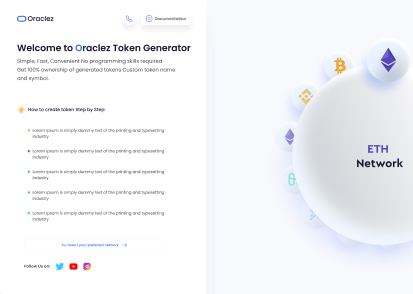 Oraclez
Documentation
Welcome to Oraclez Token Generator
Simple, Fast, Convenient No programming skills required
Get 100% ownership of generated tokens Custom token name
and symbol.
How to create token Step by Step:
Lorem Ipsum is simply dummy text of the printing and typesetting
industry
Lorem Ipsum is simply dummy text of the printing and typesetting
industry
Lorem Ipsum is simply dummy text of the printing and typesetting
industry
Lorem Ipsum is simply dummy text of the printing and typesetting
industry
Lorem Ipsum is simply dummy text of the printing and typesetting
industry
select your preferred network
Follow Us on:
ETH
Network